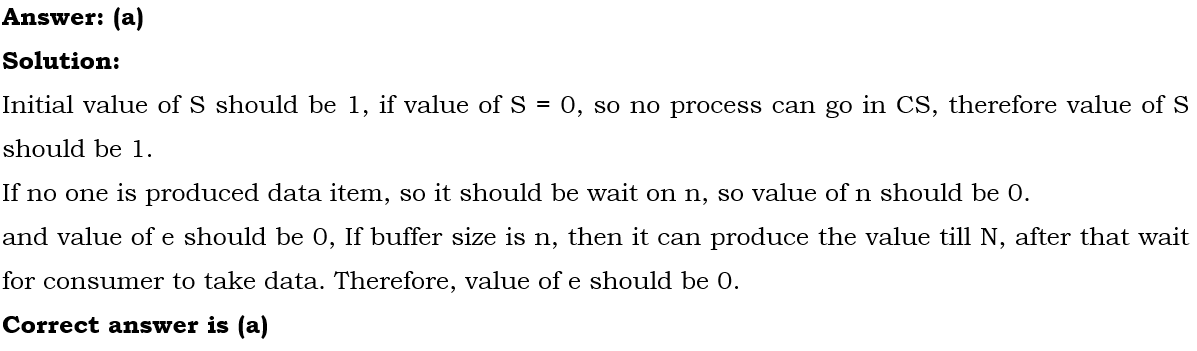 Answer: (a)
Solution:
Initial value of S should be 1, if value of S = 0, so no process can go in CS, therefore value of S
should be 1.
If no one is produced data item, so it should be wait on n, so value of n should be 0.
and value of e should be 0, If buffer size is n, then it can produce the value till N, after that wait
for consumer to take data. Therefore, value of e should be 0.
Correct answer is (a)